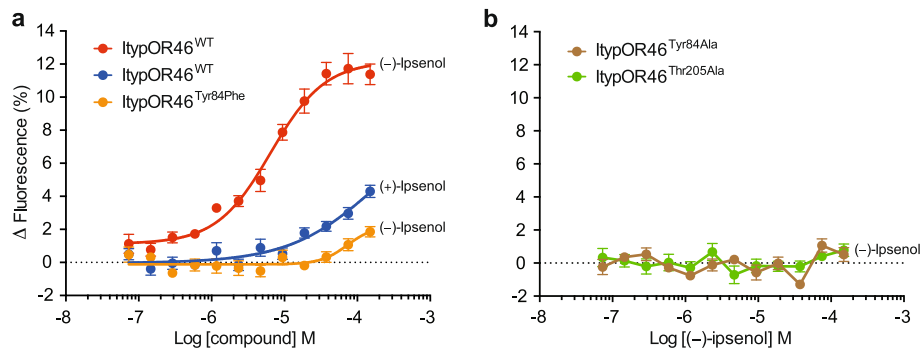 a
ItypOR46WT
ItypOR46WT
ItypOR46Tyr84Phe
(−)-Ipsenol
(+)-Ipsenol
(−)-Ipsenol
Δ Fluorescence (%)
14
12
10
8
6
4
2
0
-2
-8 -7 -6 -5 -4 -3
Log [compound] M
b
ItypOR46Tyr84Ala
ItypOR46Thr205Ala
(−)-Ipsenol
14
12
10
8
6
4
2
0
-2
-8 -7 -6 -5 -4 -3
Log [(−)-ipsenol] M